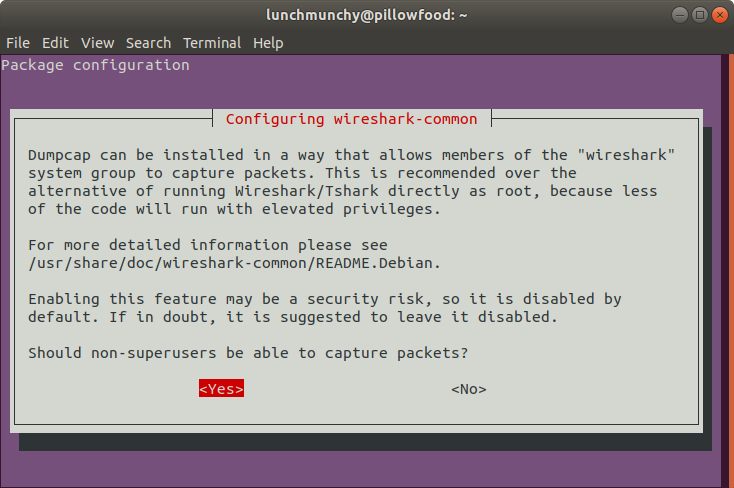 lunchmunchy@pillowfood: ~
File Edit View Search Terminal Help
Package configuration
Configuring wireshark-common
Dumpcap can be installed in a way that allows members of the "wireshark"
system group to capture packets. This is recommended over the
alternative of running Wireshark/Tshark directly as root, because less
of the code will run with elevated privileges.
For more detailed information please see
/usr/share/doc/wireshark-common/README.Debian.
Enabling this feature may be a security risk, so it is disabled by
default. If in doubt, it is suggested to leave it disabled.
Should non-superusers be able to capture packets?
<Yes> <No>